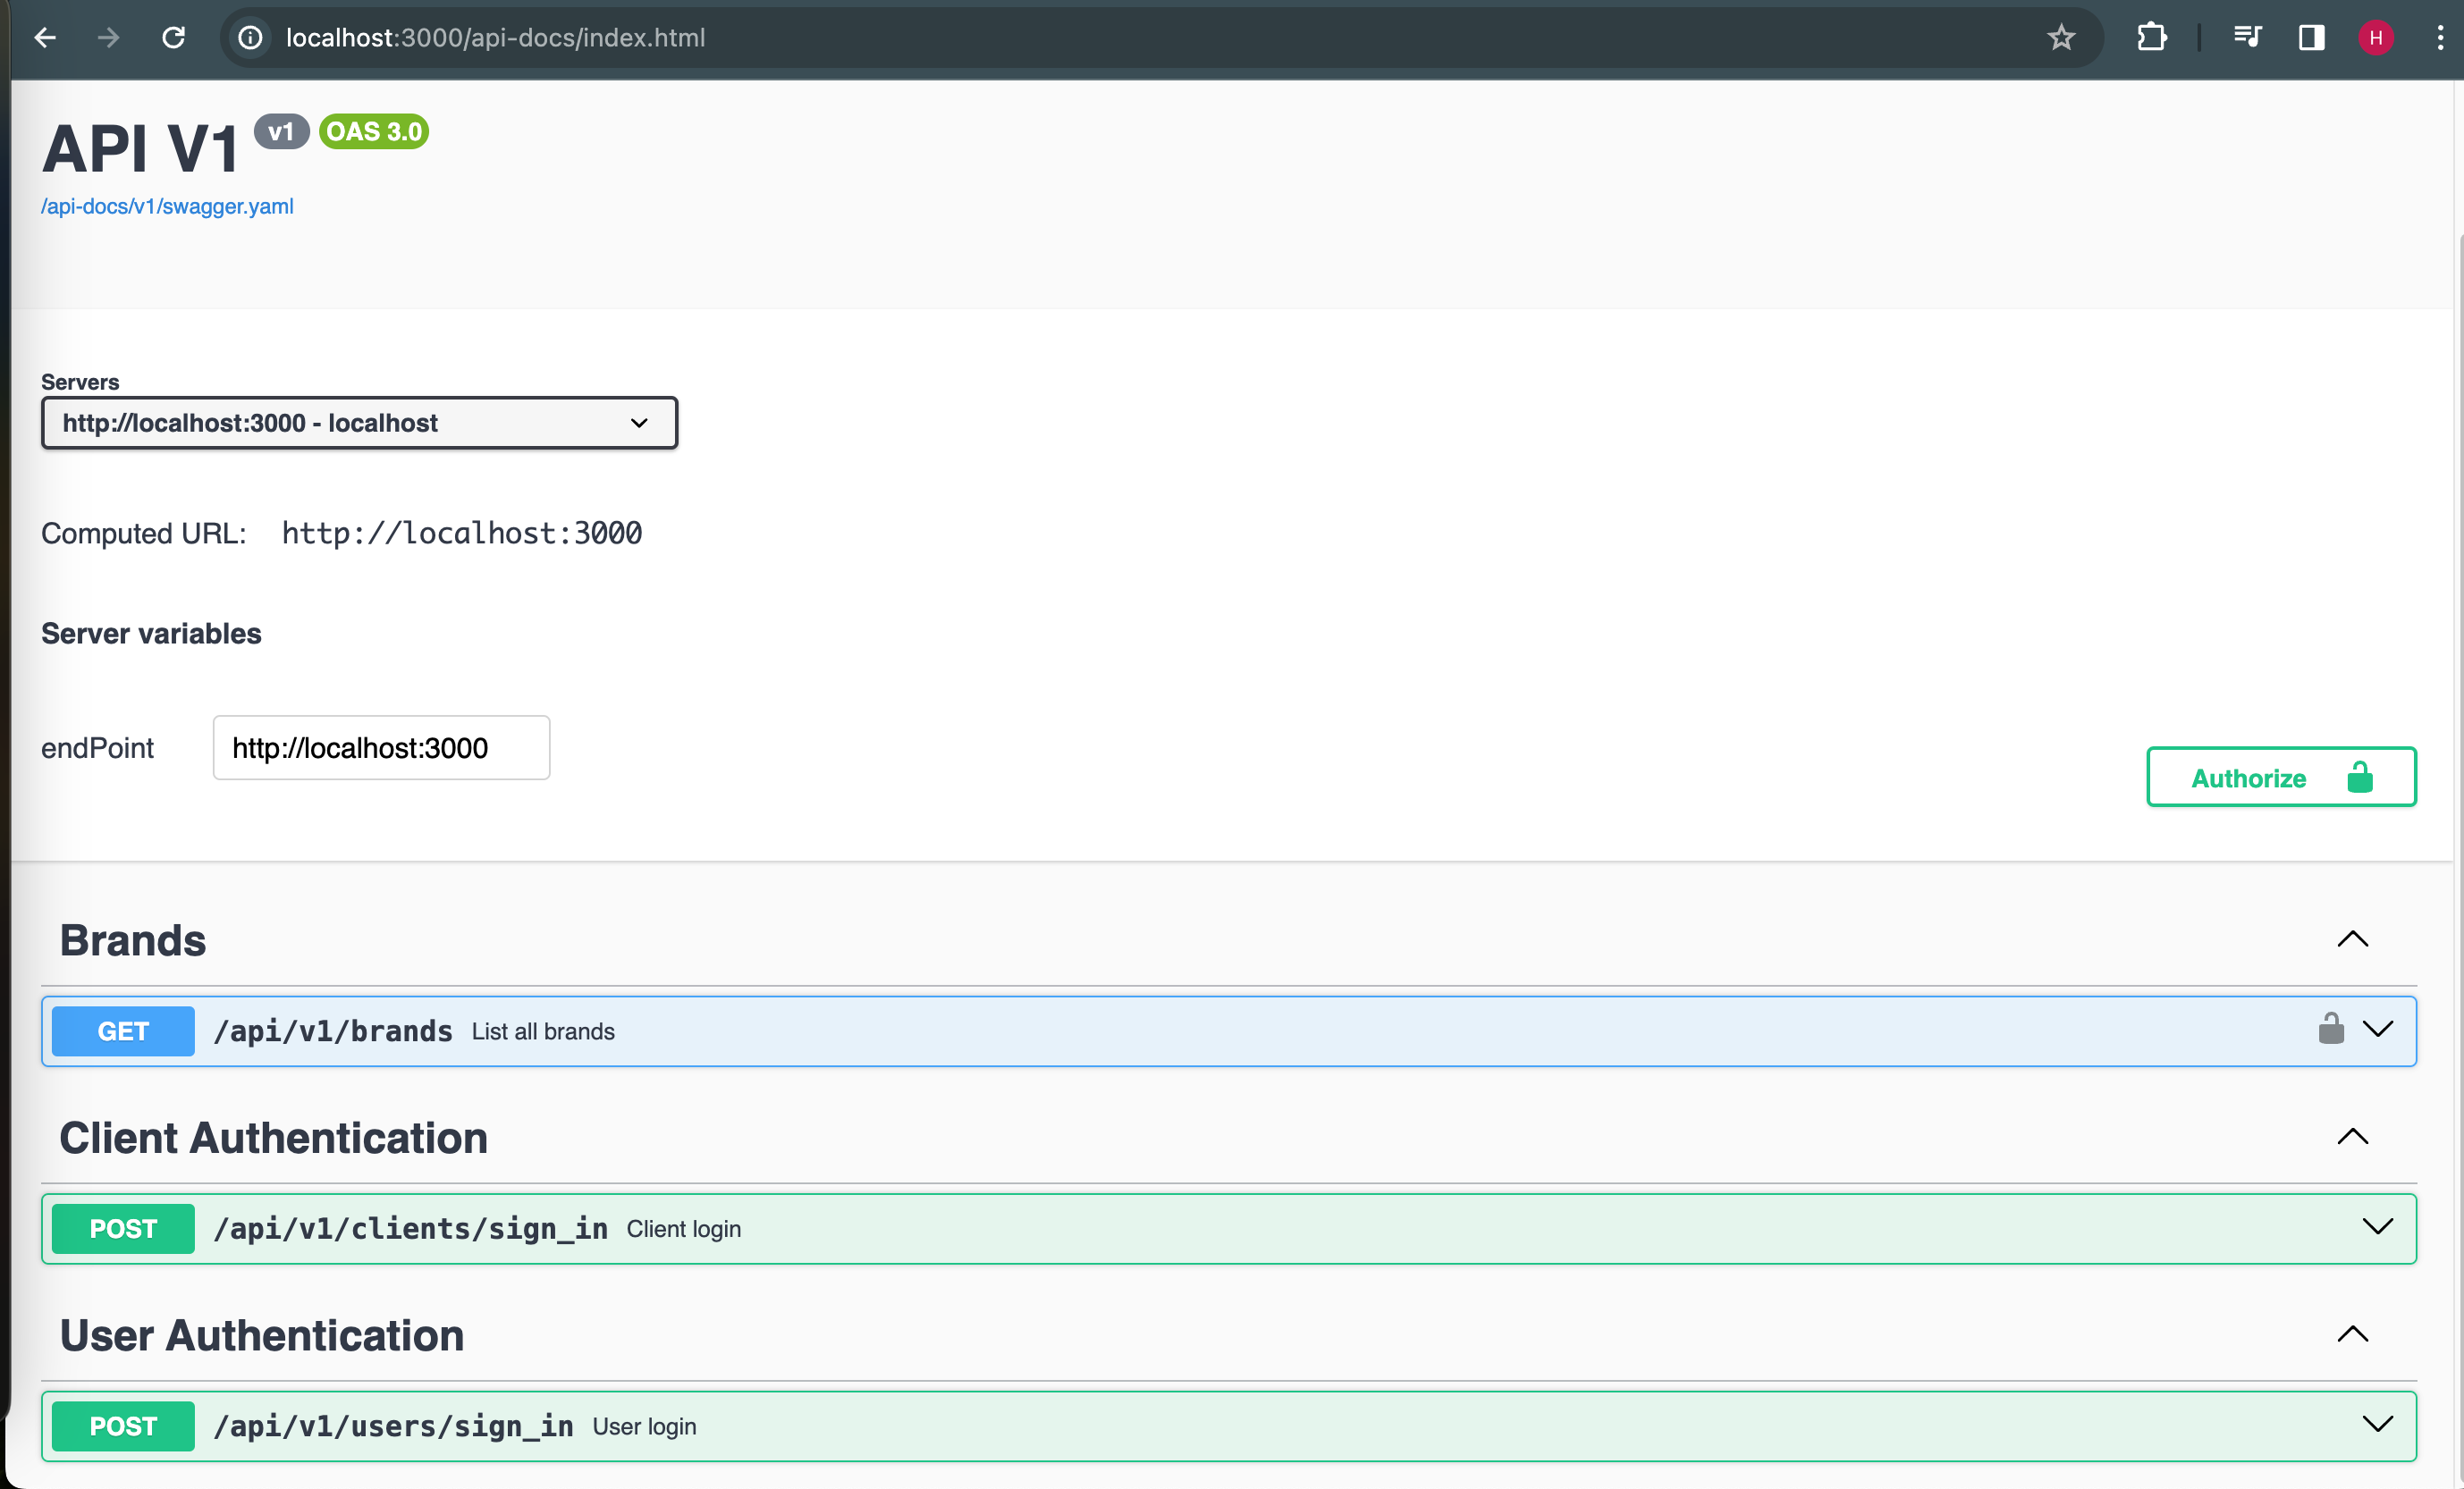 localhost:3000/api-docs/index.html
H
API V1 v1 OAS 3.0
/api-docs/v1/swagger.yaml
Servers
http://localhost:3000 - localhost
Computed URL: http://localhost:3000
Server variables
endPoint http://localhost:3000
Authorize
Brands
GET /api/v1/brands List all brands
Client Authentication
POST /api/v1/clients/sign_in Client login
User Authentication
POST /api/v1/users/sign_in User login